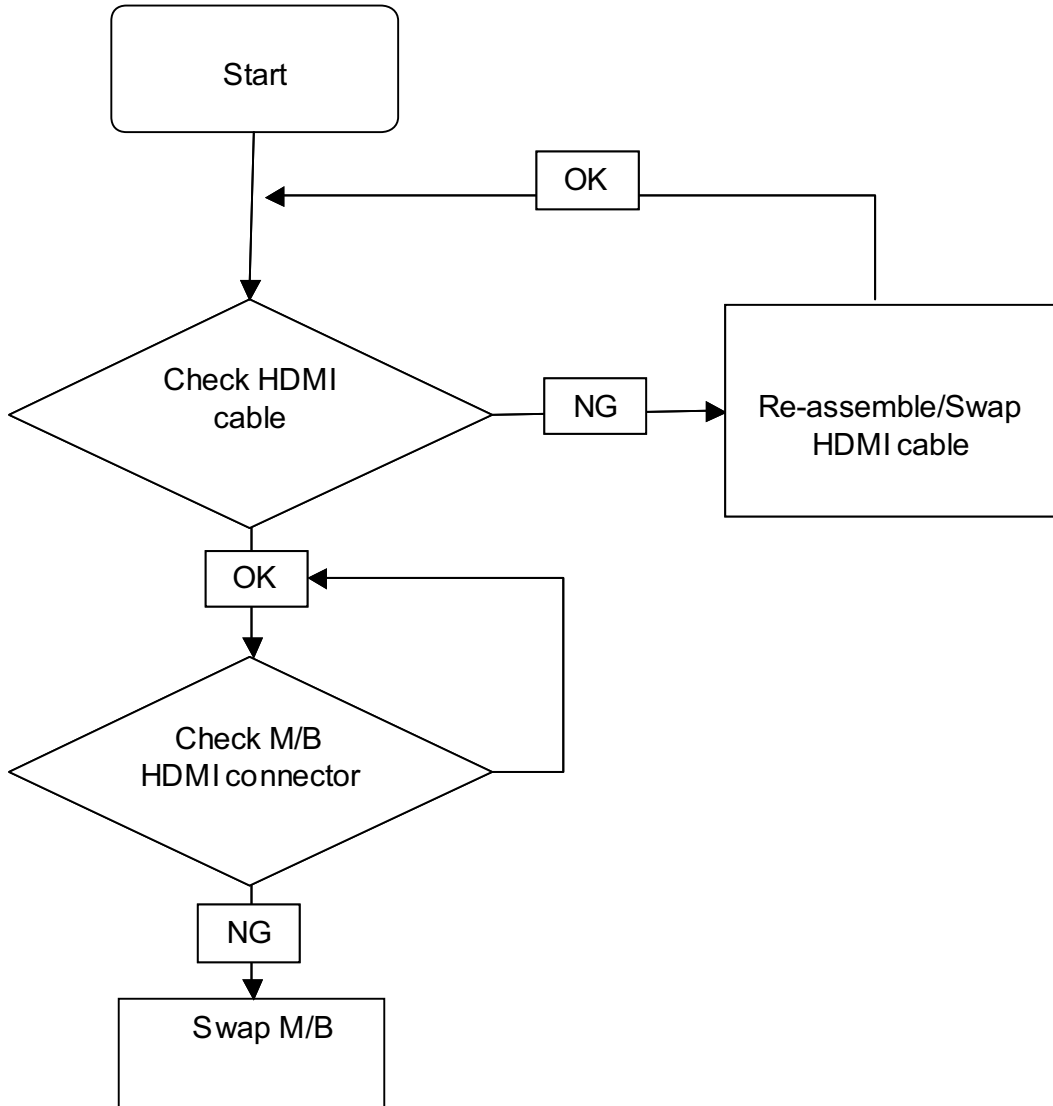 Start
OK
Check HDMI
cable
NG
Re-assemble/Swap
HDMI cable
OK
Check M/B
HDMI connector
NG
Swap M/B